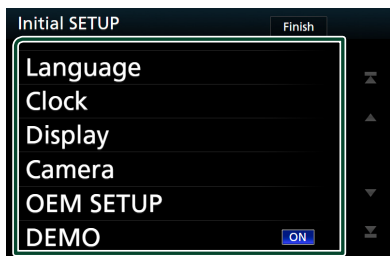 Initial SETUP Finish
Language
Clock
Display
Camera
OEM SETUP
DEMO ON